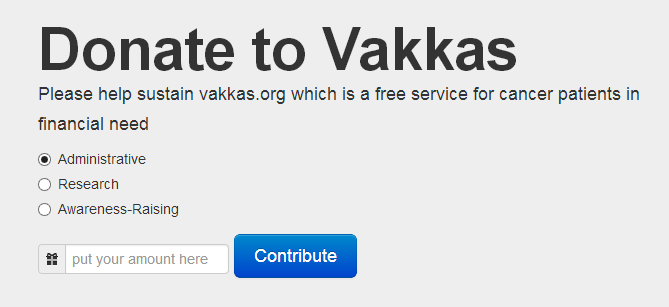 Donate to Vakkas
Please help sustain vakkas.org which is a free service for cancer patients in
financial need
Administrative
Research
Awareness-Raising
put your amount here Contribute